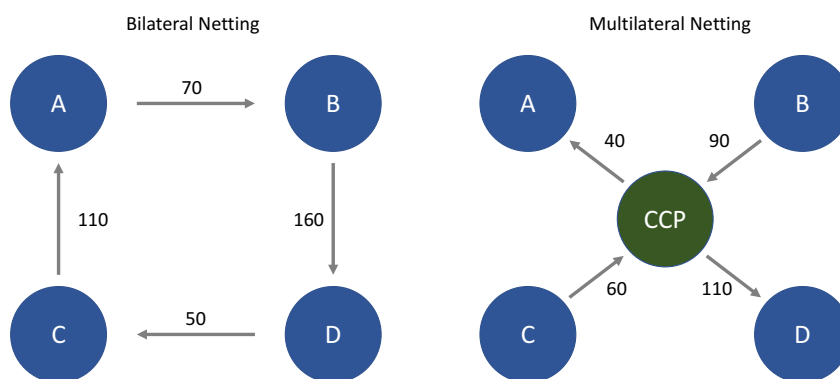 Bilateral Netting
A
70
B
110
160
C
50
D
Multilateral Netting
A
B
40
90
CCP
60
110
C
D